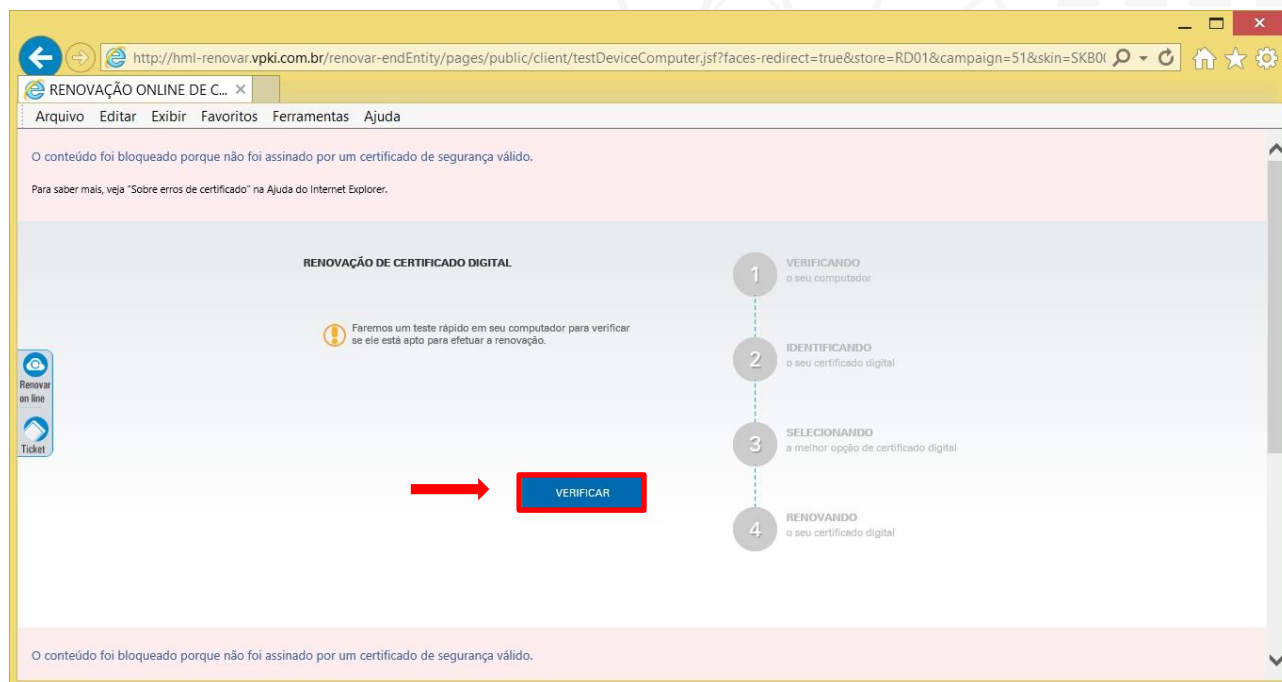 http://hml-renovar.vpki.com.br/renovar-endEntity/pages/public/client/testDeviceComputer.jsf?faces-redirect=true&store=RD01&campaign=51&skin=SKB0
RENOVAÇÃO ONLINE DE C...
Arquivo Editar Exibir Favoritos Ferramentas Ajuda
O conteúdo foi bloqueado porque não foi assinado por um certificado de segurança válido.
Para saber mais, veja "Sobre erros de certificado" na Ajuda do Internet Explorer.
RENOVAÇÃO DE CERTIFICADO DIGITAL
Faremos um teste rápido em seu computador para verificar
se ele está apto para efetuar a renovação.
VERIFICAR
1
VERIFICANDO
o seu computador
2
IDENTIFICANDO
o seu certificado digital
3
SELECIONANDO
a melhor opção de certificado digital
4
RENOVANDO
o seu certificado digital
Renovar
on line
Ticket
O conteúdo foi bloqueado porque não foi assinado por um certificado de segurança válido.